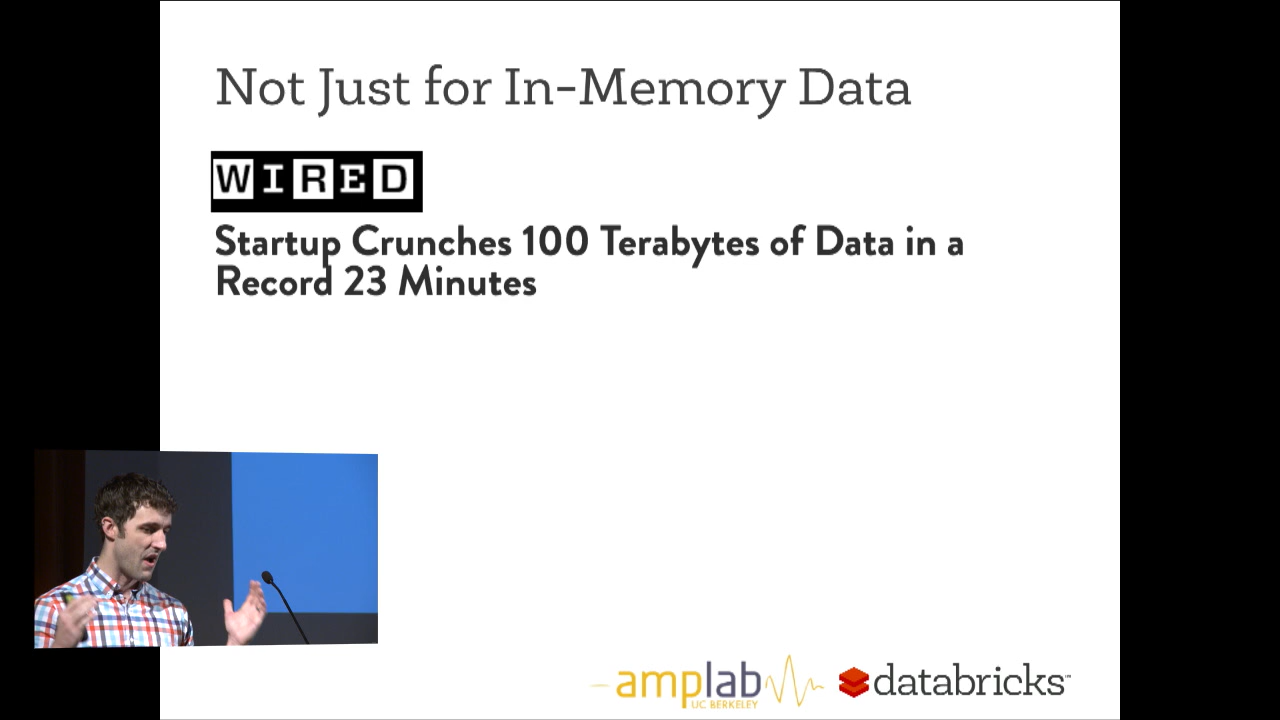 Not Just for In-Memory Data
WIRED
Startup Crunches 100 Terabytes of Data in a
Record 23 Minutes
amplab
UC BERKELEY
databricks™